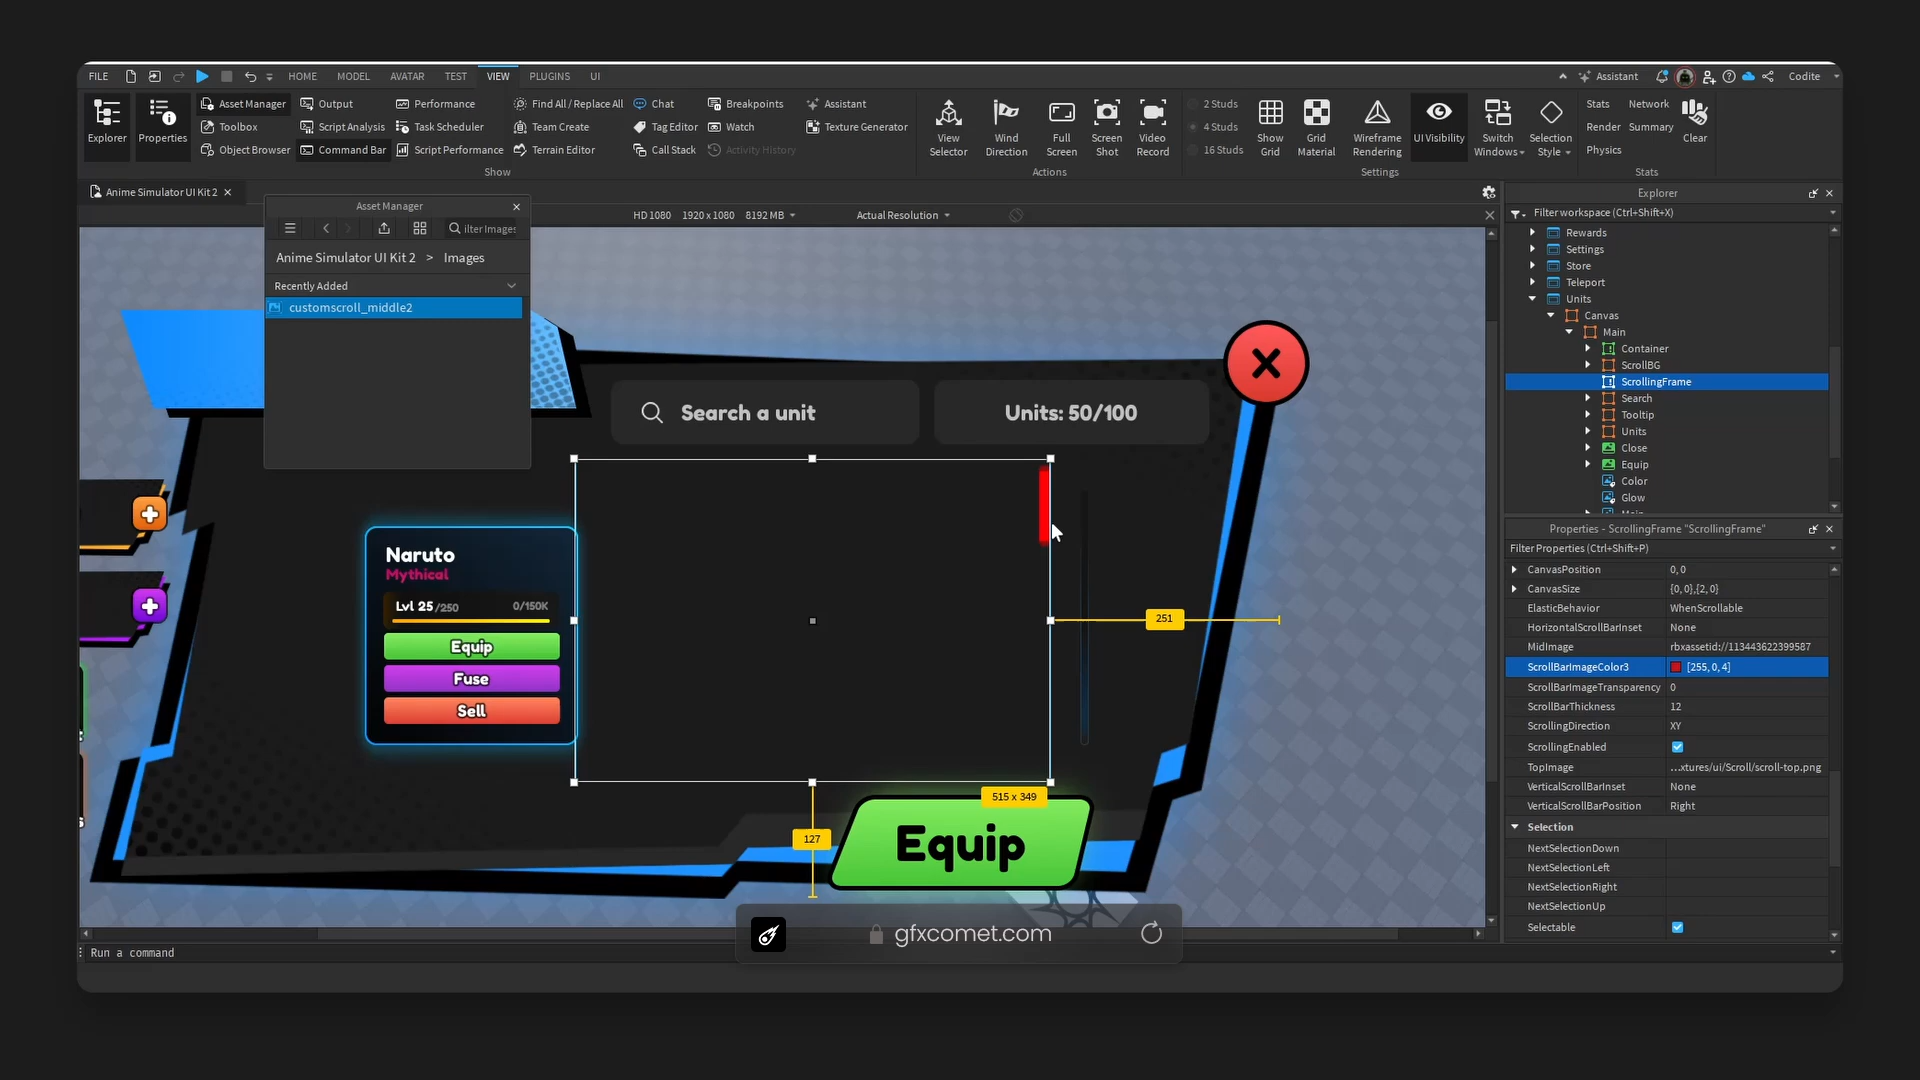 FILE HOME MODEL AVATAR TEST VIEW PLUGINS UI Assistant Codite
Explorer
Properties
Asset Manager
Toolbox
Object Browser
Output
Script Analysis
Command Bar
Performance
Task Scheduler
Script Performance
Find All / Replace All
Team Create
Terrain Editor
Chat
Tag Editor
Call Stack
Breakpoints
Watch
Activity History
Assistant
Texture Generator
Show
View
Selector
Wind
Direction
Full
Screen
Screen
Shot
Video
Record
Actions
2 Studs
4 Studs
16 Studs
Show
Grid
Grid
Material
Wireframe
Rendering
UI Visibility
Switch
Windows
Selection
Style
Settings
Stats
Render
Physics
Network
Summary
Clear
Stats
Anime Simulator UI Kit 2
HD 1080 1920 x 1080 8192 MB Actual Resolution
Asset Manager
ilter Images
Anime Simulator UI Kit 2 > Images
Recently Added
customscroll_middle2
Search a unit
Units: 50/100
Naruto
Mythical
Lvl 25/250 0/150K
Equip
Fuse
Sell
251
515 x 349
127
Equip
gfxcomet.com
Run a command
Explorer
Filter workspace (Ctrl+Shift+X)
Rewards
Settings
Store
Teleport
Units
Canvas
Main
Container
ScrollBG
ScrollingFrame
Search
Tooltip
Units
Close
Equip
Color
Glow
Properties - ScrollingFrame "ScrollingFrame"
Filter Properties (Ctrl+Shift+P)
CanvasPosition 0, 0
CanvasSize {0, 0},{2, 0}
ElasticBehavior WhenScrollable
HorizontalScrollBarInset None
MidImage rbxassetid://113443622399587
ScrollBarImageColor3 [255, 0, 4]
ScrollBarImageTransparency 0
ScrollBarThickness 12
ScrollingDirection XY
ScrollingEnabled
TopImage ...xtures/ui/Scroll/scroll-top.png
VerticalScrollBarInset None
VerticalScrollBarPosition Right
Selection
NextSelectionDown
NextSelectionLeft
NextSelectionRight
NextSelectionUp
Selectable